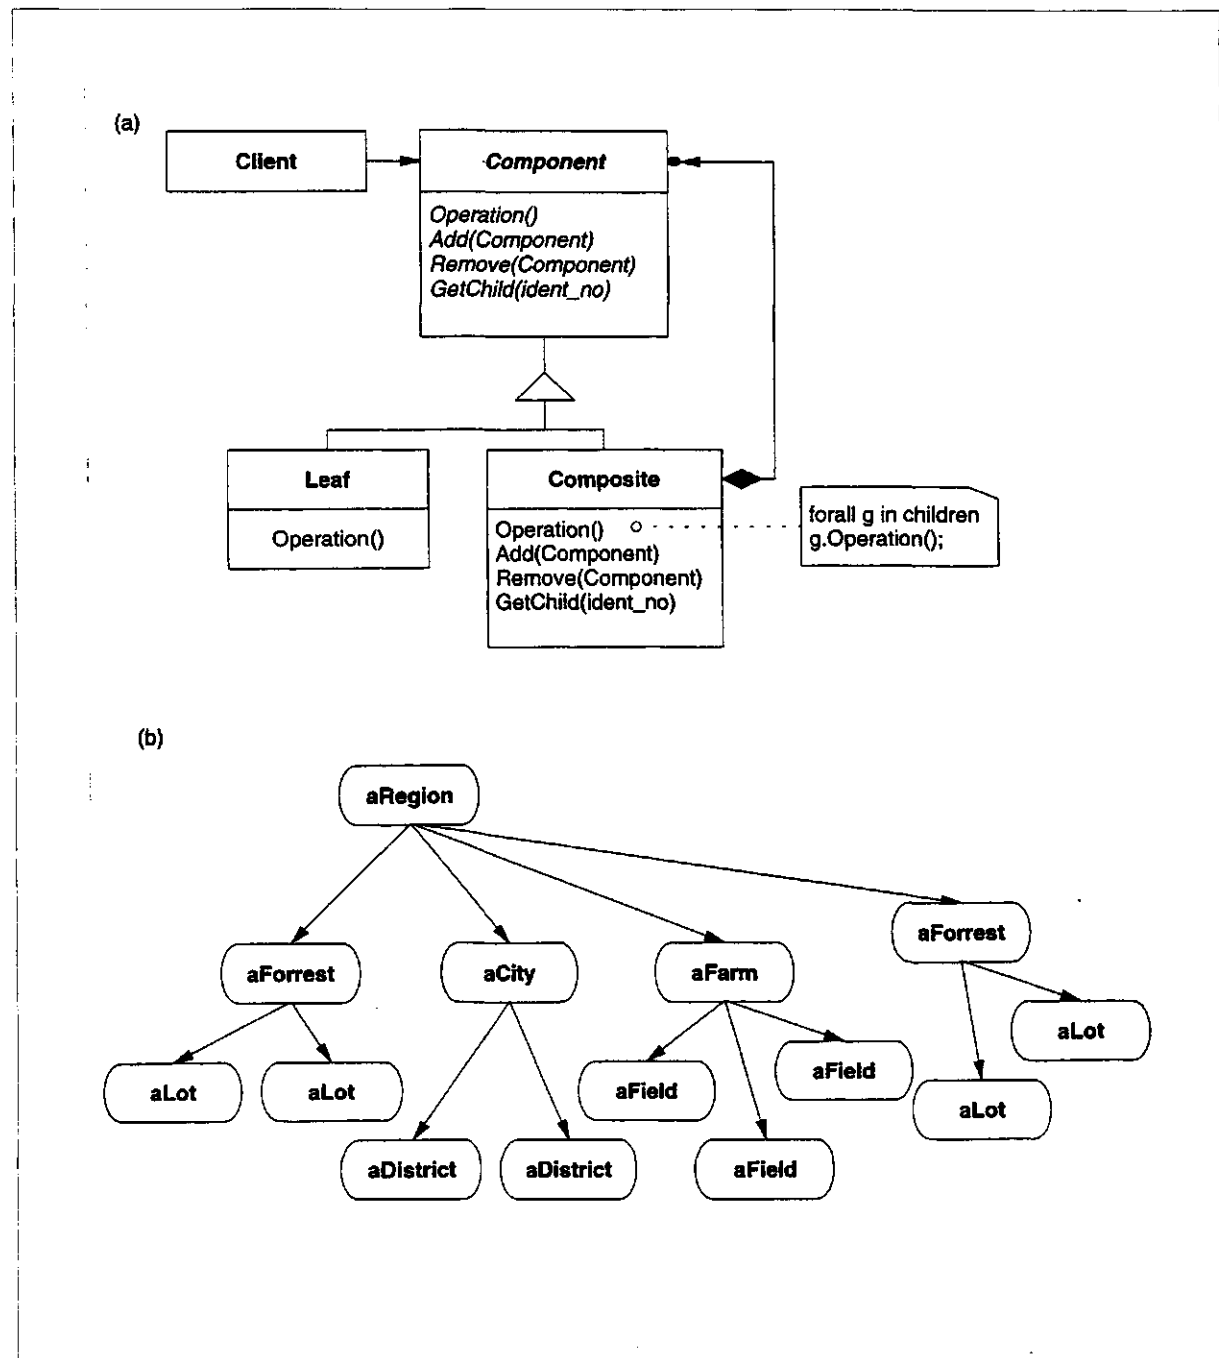 (a)
Client
Component
Operation()
Add(Component)
Remove(Component)
GetChild(ident_no)
Leaf
Operation()
Composite
Operation()
Add(Component)
Remove(Component)
GetChild(ident_no)
forall g in children
g.Operation();
(b)
aRegion
aForrest
aCity
aFarm
aForrest
aLot
aLot
aDistrict
aDistrict
aField
aField
aField
aLot
aLot